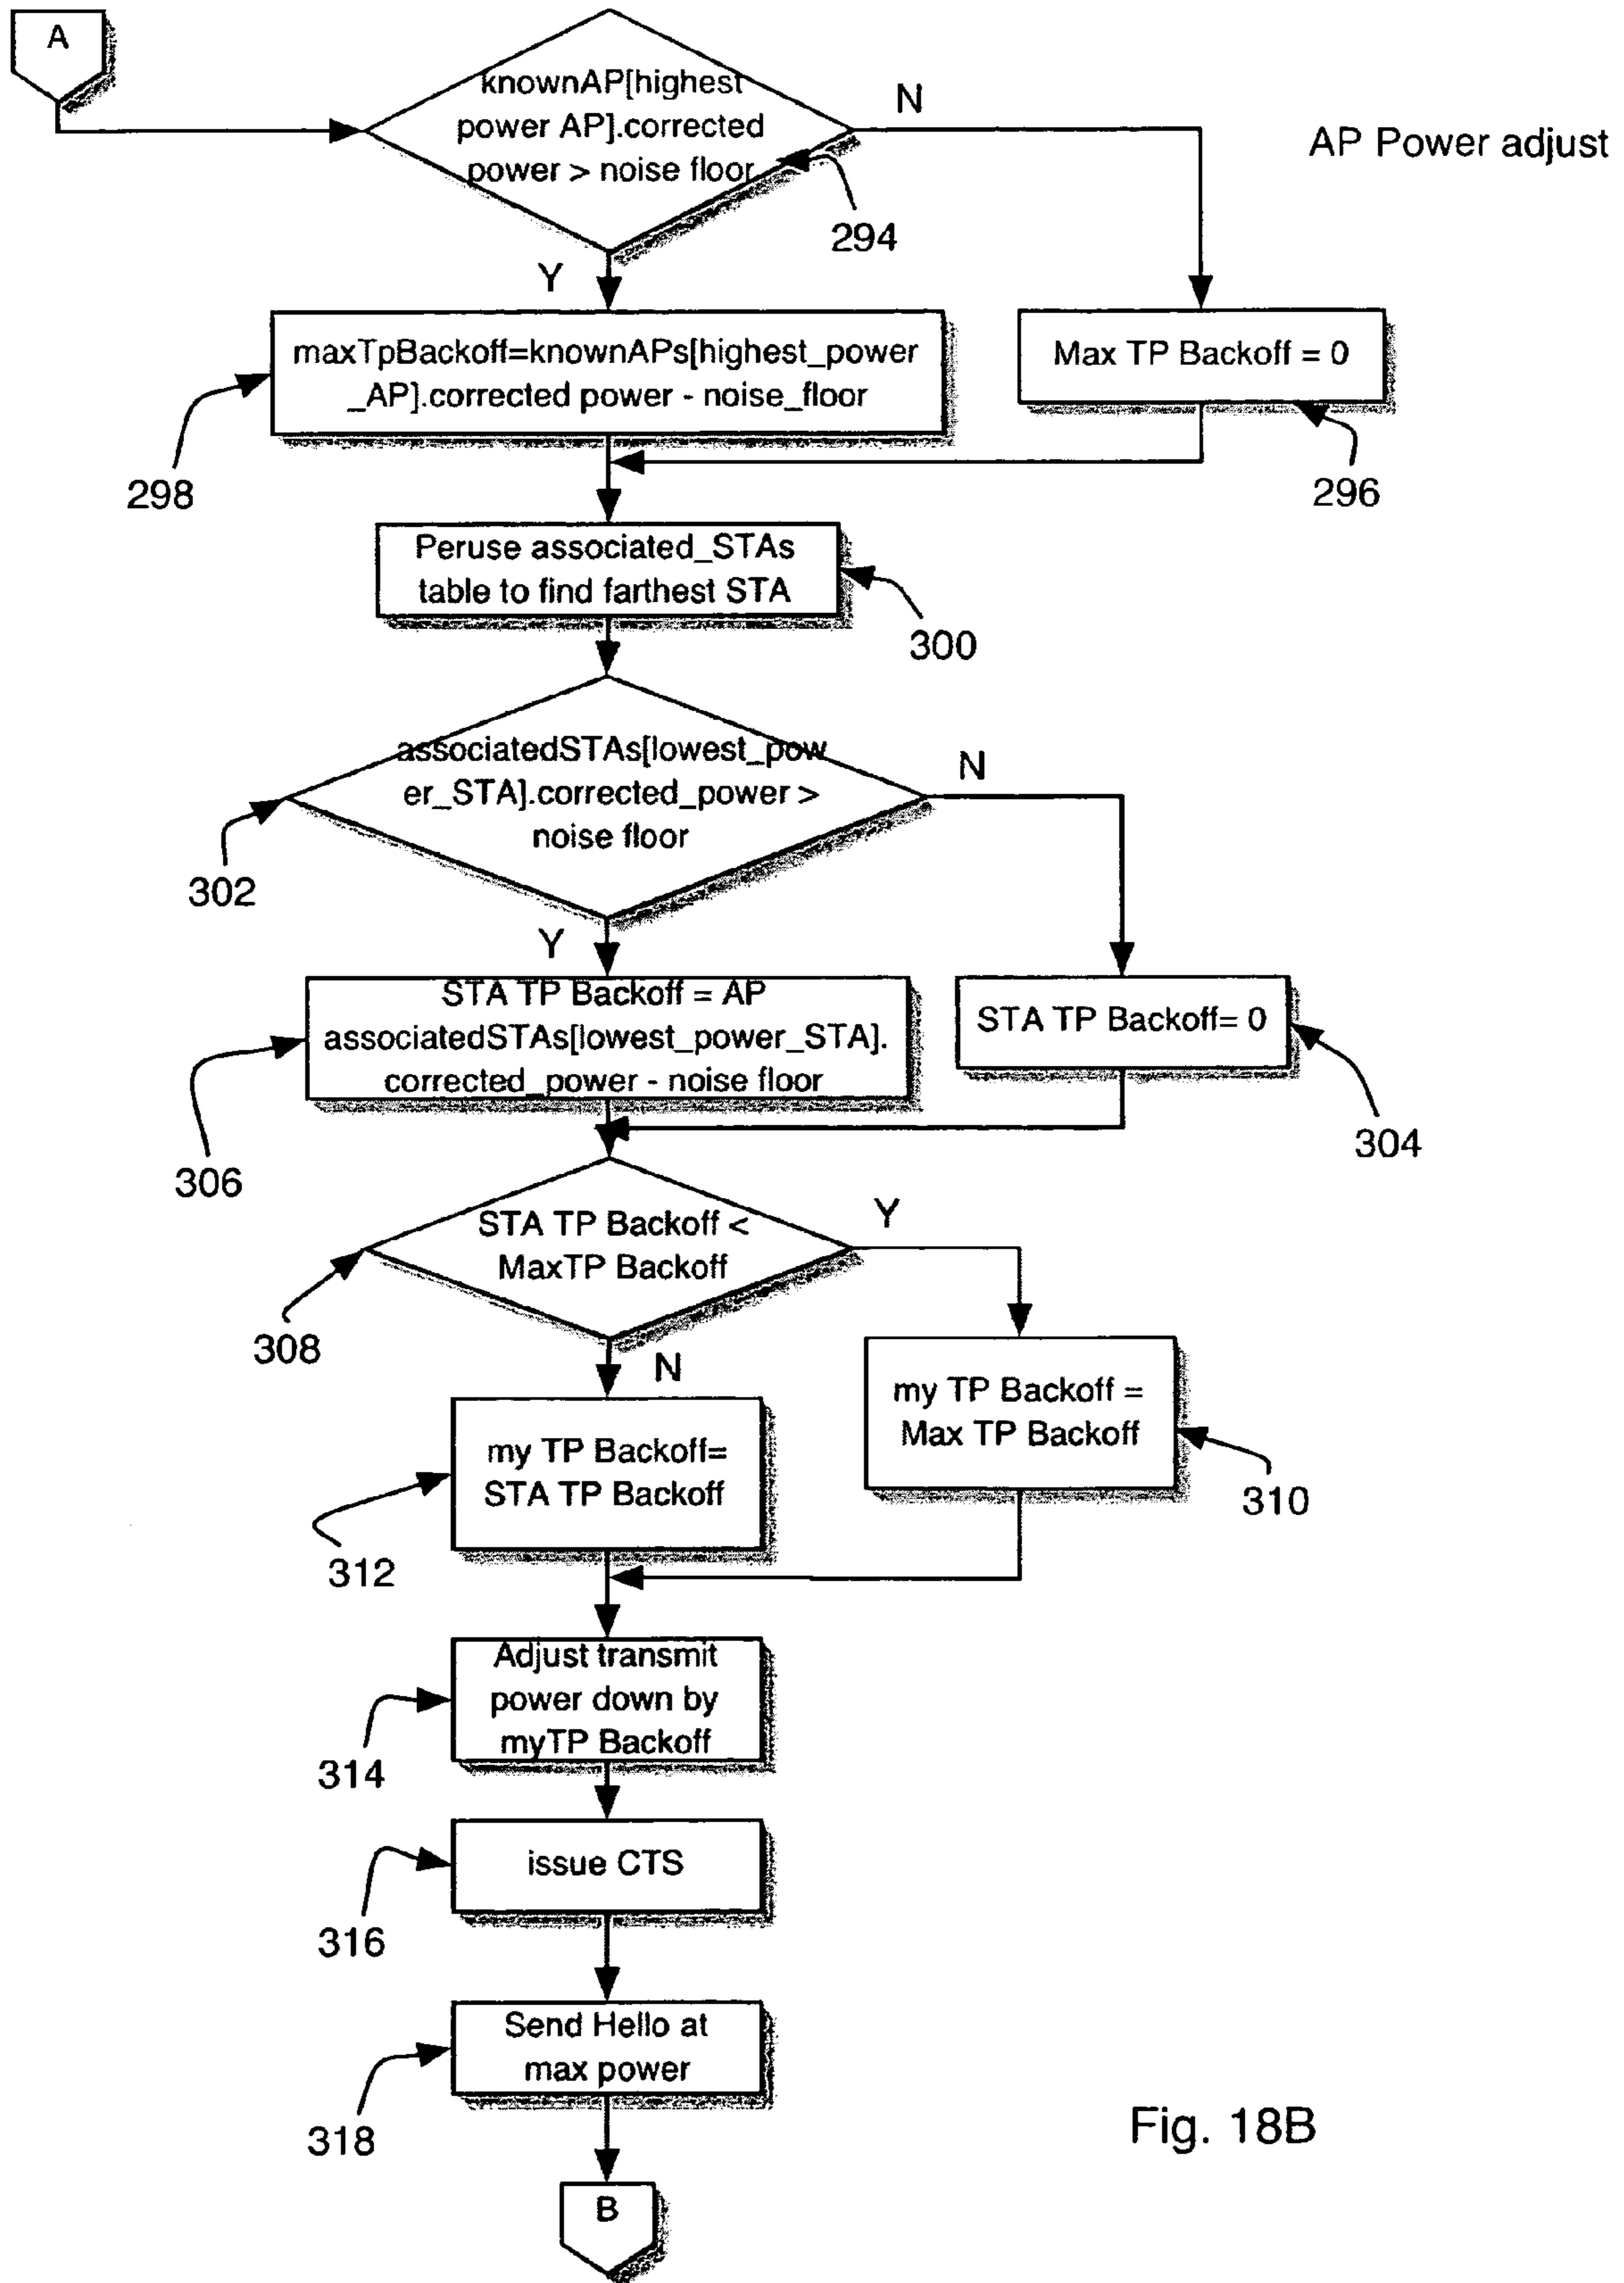 A
knownAP[highest
power AP].corrected
power > noise floor
N
AP Power adjust
294
Y
maxTpBackoff=knownAPs[highest_power
_AP].corrected power - noise_floor
Max TP Backoff = 0
298
296
Peruse associated_STAs
table to find farthest STA
300
associatedSTAs[lowest_pow
er_STA].corrected_power >
noise floor
N
302
Y
STA TP Backoff = AP
associatedSTAs[lowest_power_STA].
corrected_power - noise floor
STA TP Backoff= 0
304
306
STA TP Backoff <
MaxTP Backoff
Y
308
N
my TP Backoff =
Max TP Backoff
my TP Backoff=
STA TP Backoff
310
312
Adjust transmit
power down by
myTP Backoff
314
issue CTS
316
Send Hello at
max power
318
Fig. 18B
B